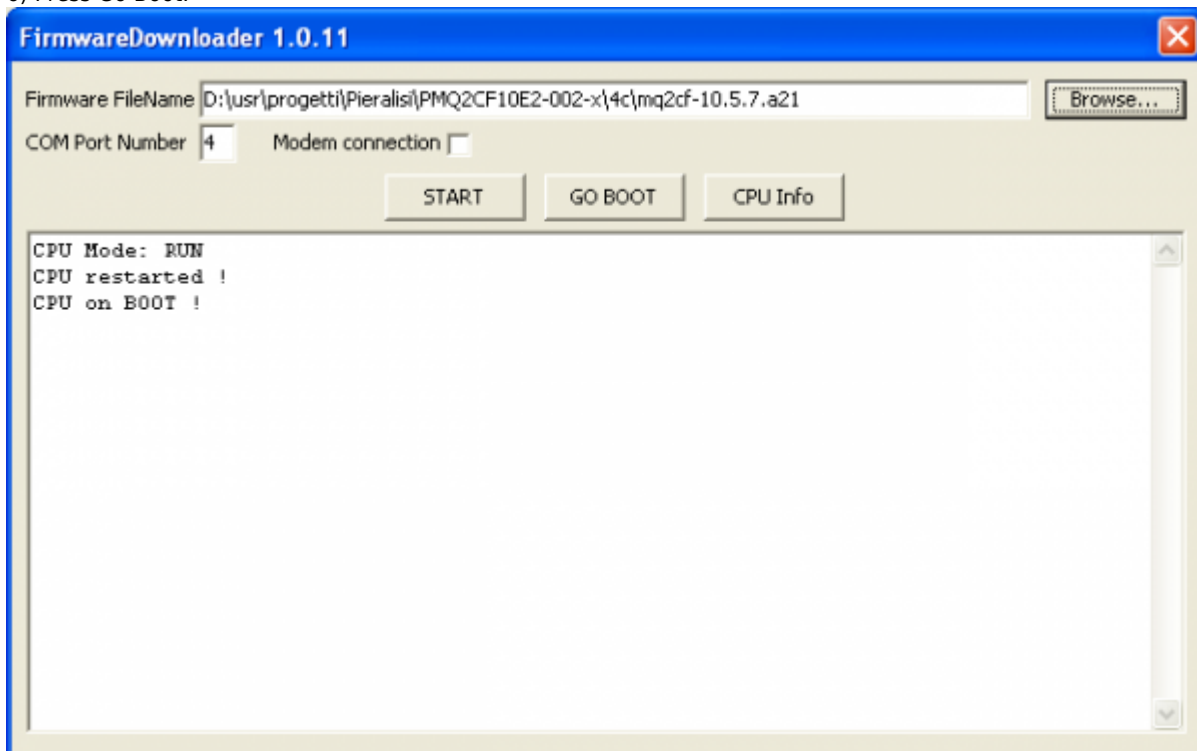 FirmwareDownloader 1.0.11
Firmware FileName D:\usr\progetti\Pieralisi\PMQ2CF10E2-002-x\4c\mq2cf-10.5.7.a21 Browse...
COM Port Number 4 Modem connection
START GO BOOT CPU Info
CPU Mode: RUN
CPU restarted !
CPU on BOOT !